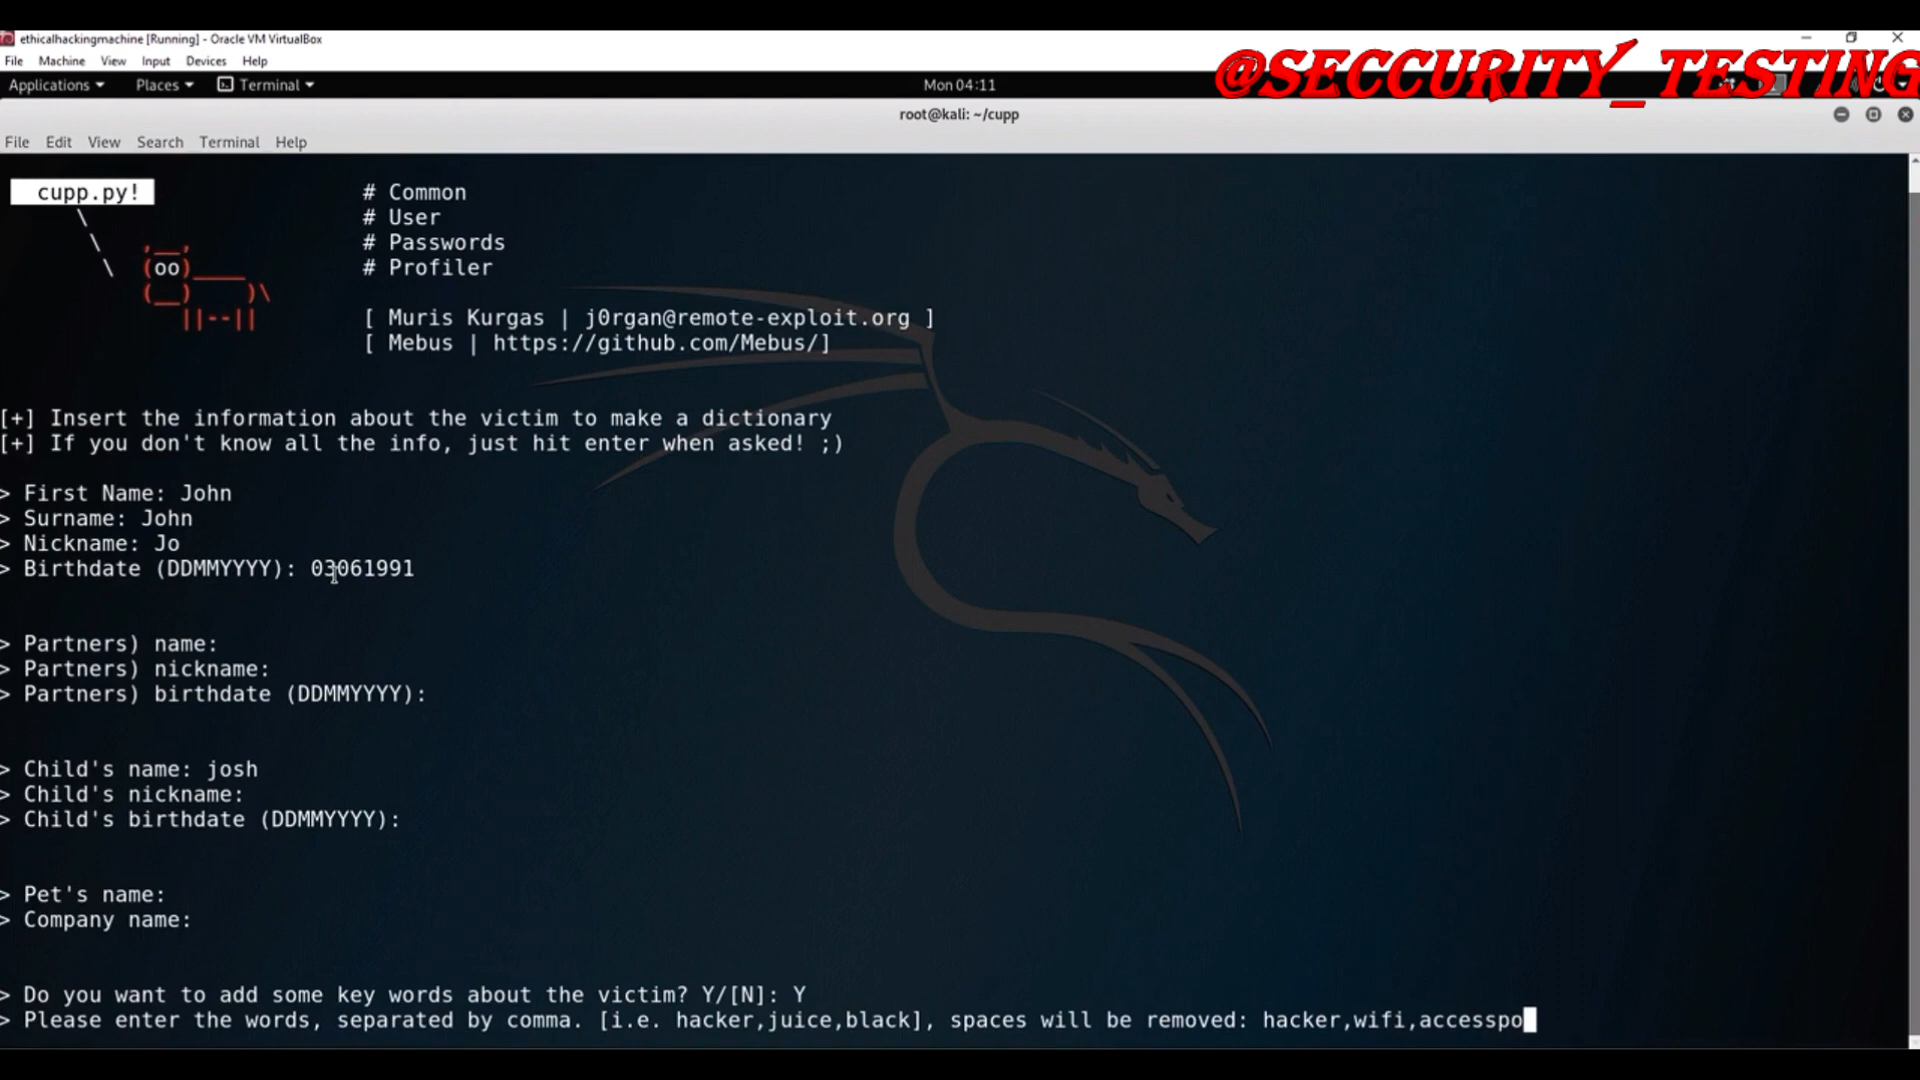 ethicalhackingmachine [Running] - Oracle VM VirtualBox
File Machine View Input Devices Help
@SECCURITY_TESTING
Applications Places Terminal Mon 04:11
root@kali: ~/cupp
File Edit View Search Terminal Help
cupp.py! # Common
\ # User
\ ,__, # Passwords
\ (oo)____ # Profiler
(__) )\
||--|| [ Muris Kurgas | j0rgan@remote-exploit.org ]
[ Mebus | https://github.com/Mebus/]
[+] Insert the information about the victim to make a dictionary
[+] If you don't know all the info, just hit enter when asked! ;)
> First Name: John
> Surname: John
> Nickname: Jo
> Birthdate (DDMMYYYY): 03061991
> Partners) name:
> Partners) nickname:
> Partners) birthdate (DDMMYYYY):
> Child's name: josh
> Child's nickname:
> Child's birthdate (DDMMYYYY):
> Pet's name:
> Company name:
> Do you want to add some key words about the victim? Y/[N]: Y
> Please enter the words, separated by comma. [i.e. hacker,juice,black], spaces will be removed: hacker,wifi,accesspo